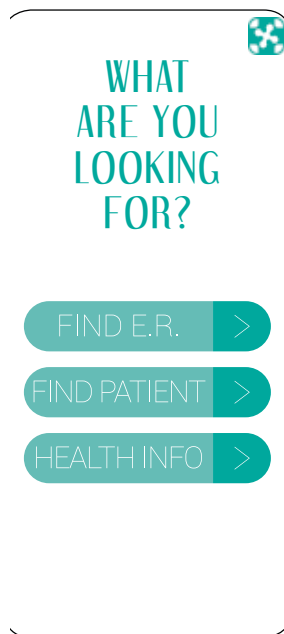 WHAT
ARE YOU
LOOKING
FOR?
FIND E.R. >
FIND PATIENT >
HEALTH INFO >